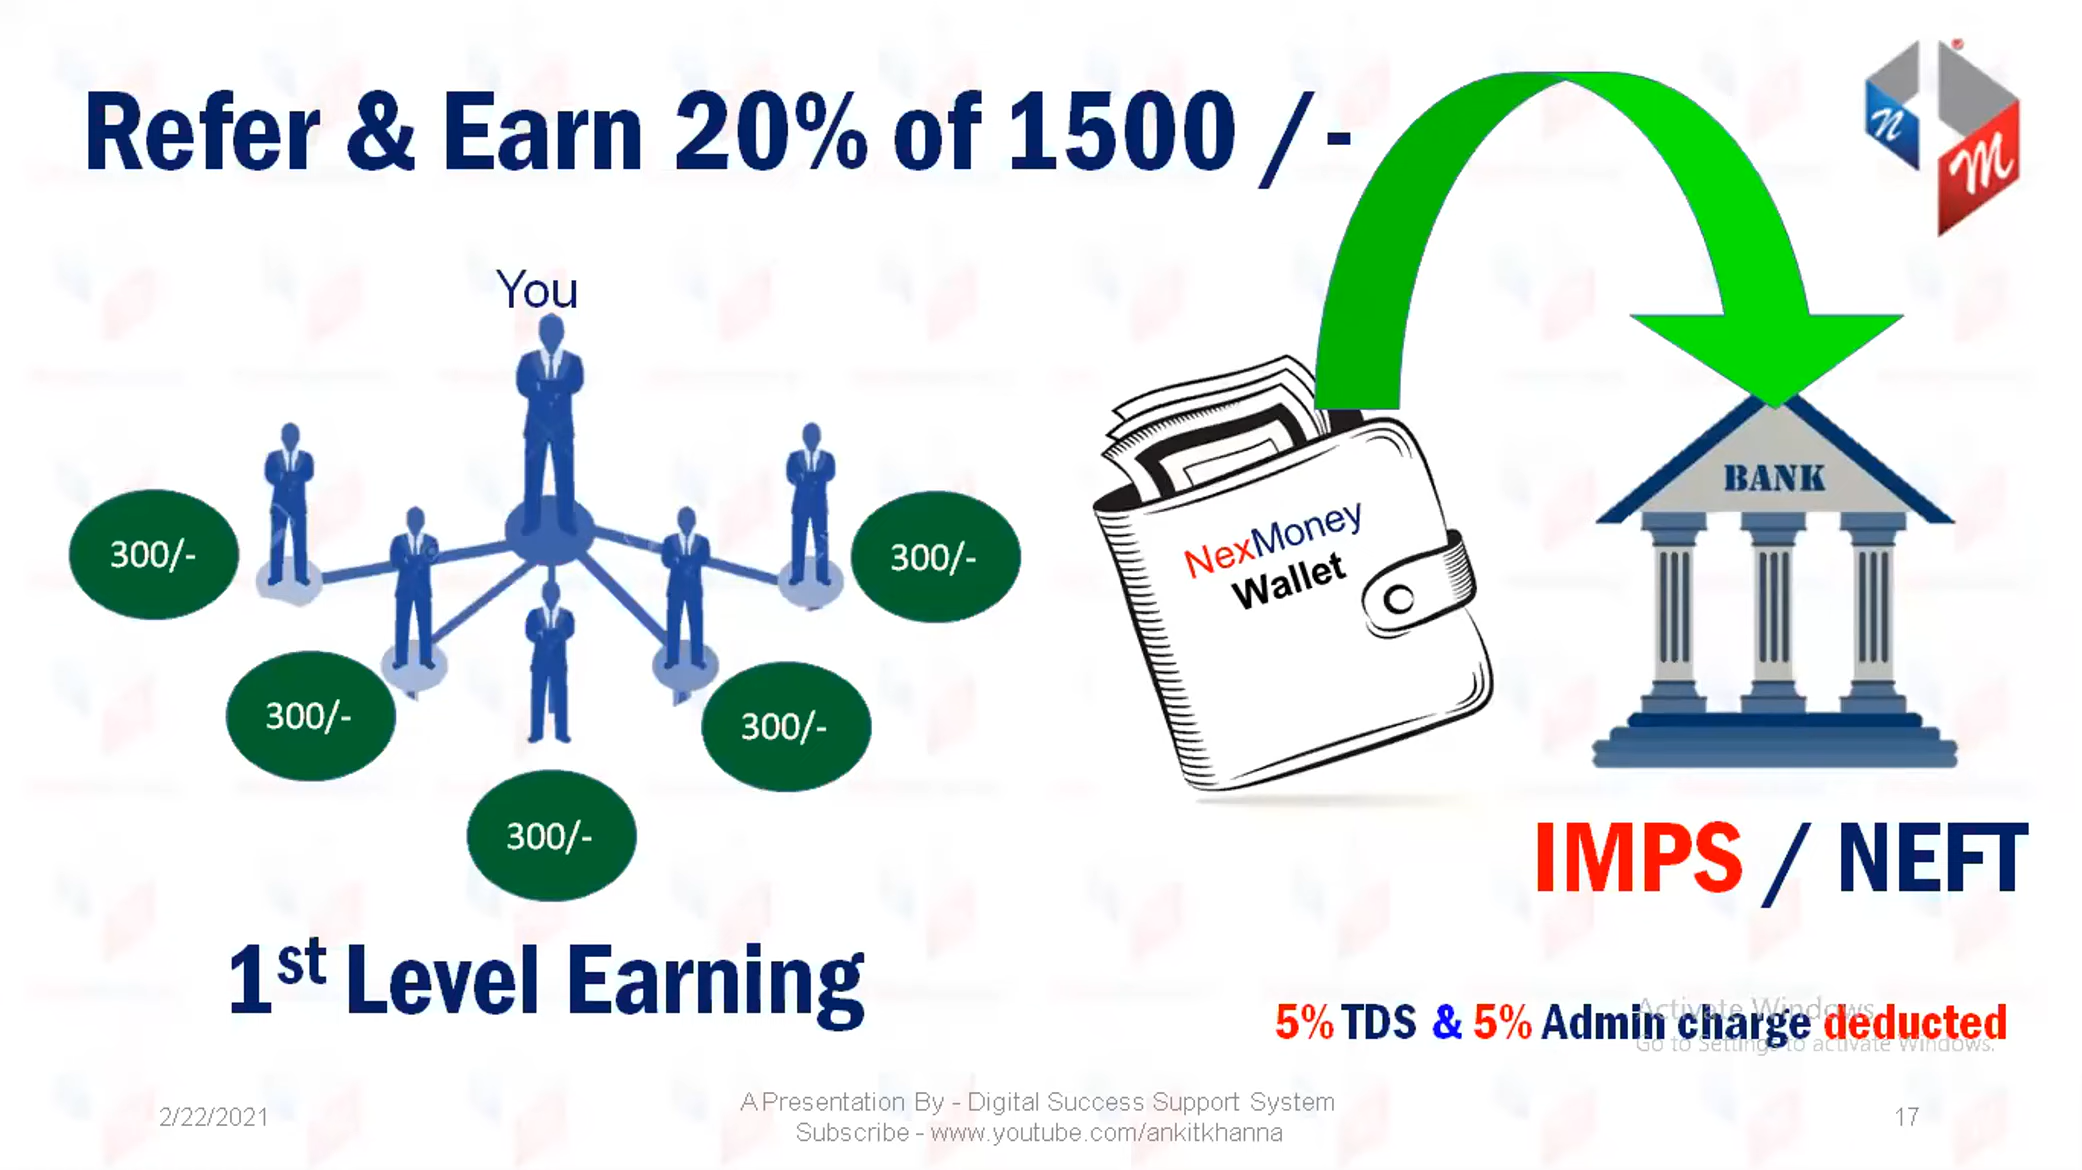 Refer & Earn 20% of 1500 /-
n
m
You
300/-
300/-
300/-
300/-
300/-
NexMoney
Wallet
BANK
IMPS / NEFT
1st Level Earning
5% TDS & 5% Admin charge deducted
Activate Windows
Go to Settings to activate Windows.
2/22/2021
A Presentation By - Digital Success Support System
Subscribe - www.youtube.com/ankitkhanna
17